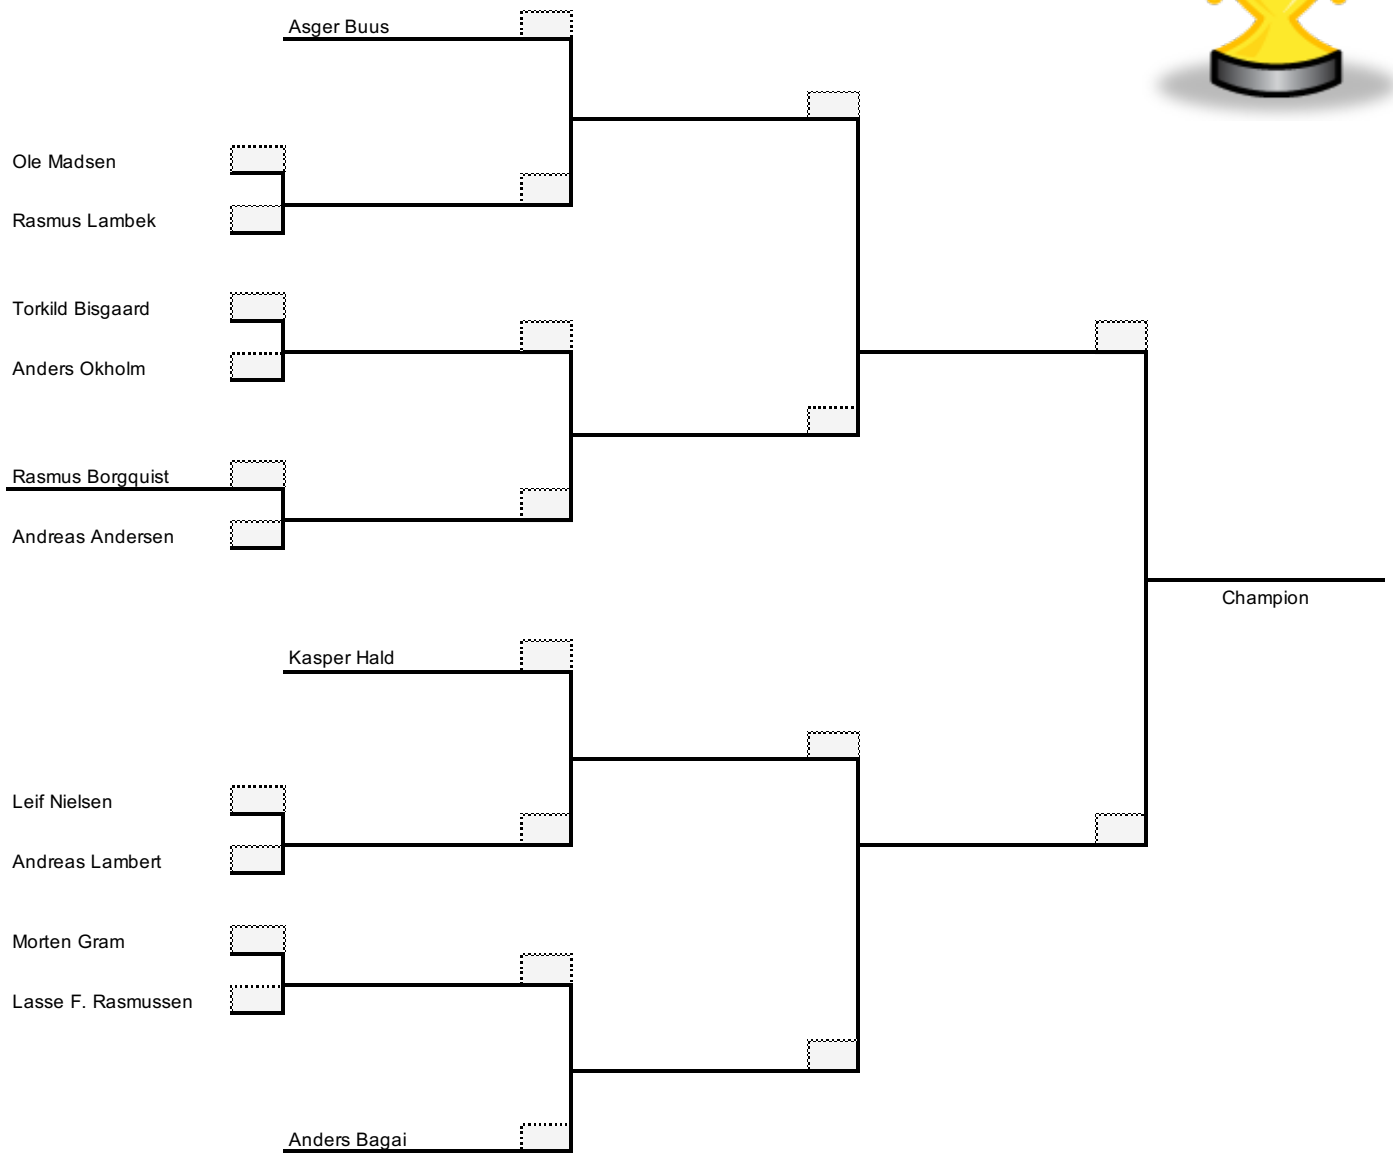 Asger Buus
Ole Madsen
Rasmus Lambek
Torkild Bisgaard
Anders Okholm
Rasmus Borgquist
Andreas Andersen
Champion
Kasper Hald
Leif Nielsen
Andreas Lambert
Morten Gram
Lasse F. Rasmussen
Anders Bagai